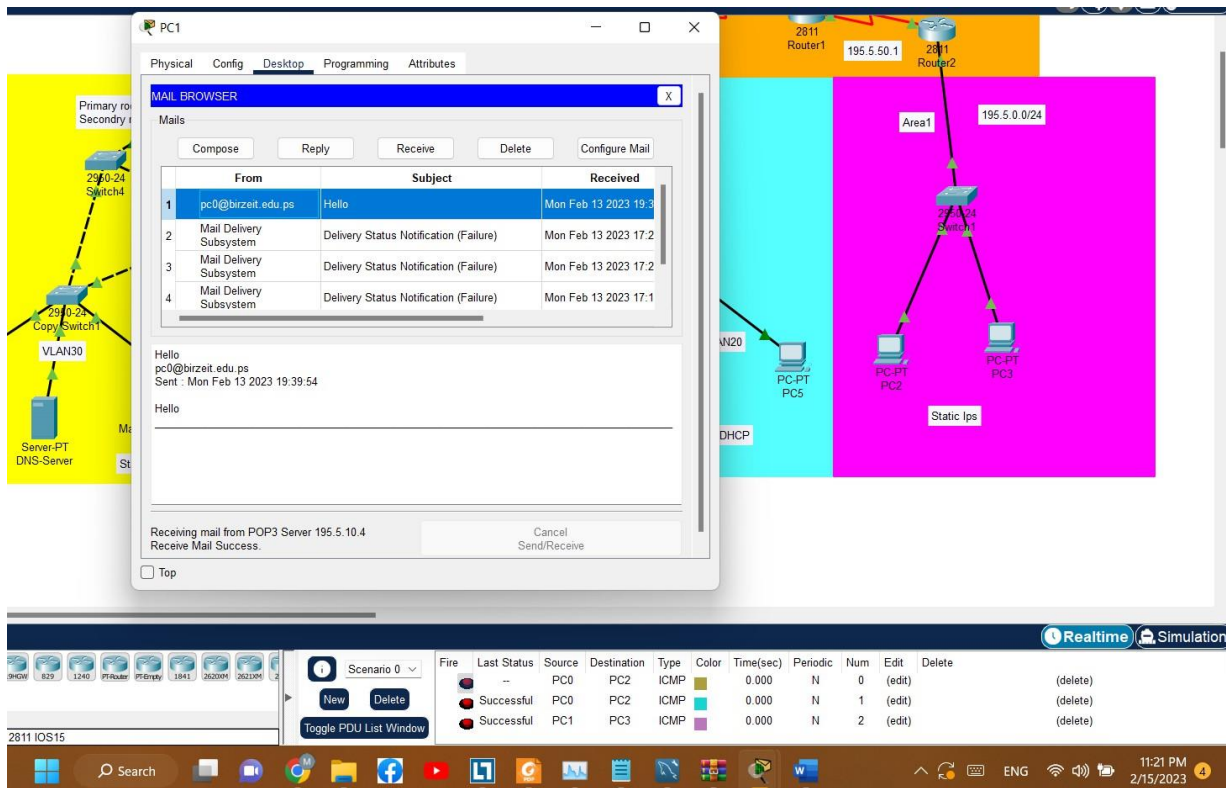 PC1
Physical Config Desktop Programming Attributes
MAIL BROWSER
X
Mails
Compose Reply Receive Delete Configure Mail
From Subject Received
1 pc0@birzeit.edu.ps Hello Mon Feb 13 2023 19:3
2 Mail Delivery Subsystem Delivery Status Notification (Failure) Mon Feb 13 2023 17:2
3 Mail Delivery Subsystem Delivery Status Notification (Failure) Mon Feb 13 2023 17:2
4 Mail Delivery Subsystem Delivery Status Notification (Failure) Mon Feb 13 2023 17:1
Hello
pc0@birzeit.edu.ps
Sent : Mon Feb 13 2023 19:39:54
Hello
Receiving mail from POP3 Server 195.5.10.4
Receive Mail Success.
Cancel
Send/Receive
Top
Primary ro
Secondry r
2950-24
Switch4
2950-24
Copy Switch1
VLAN30
Server-PT
DNS-Server
Ma
St
2811
Router1
195.5.50.1
2811
Router2
Area1
195.5.0.0/24
2950-24
Switch1
AN20
PC-PT
PC5
DHCP
PC-PT
PC2
PC-PT
PC3
Static Ips
Realtime Simulation
9HGW 829 1240 PT-Router PT-Empty 1841 2620XM 2621XM 2
2811 IOS15
Scenario 0
New Delete
Toggle PDU List Window
Fire Last Status Source Destination Type Color Time(sec) Periodic Num Edit Delete
-- PC0 PC2 ICMP 0.000 N 0 (edit) (delete)
Successful PC0 PC2 ICMP 0.000 N 1 (edit) (delete)
Successful PC1 PC3 ICMP 0.000 N 2 (edit) (delete)
Search
ENG
11:21 PM
2/15/2023
4